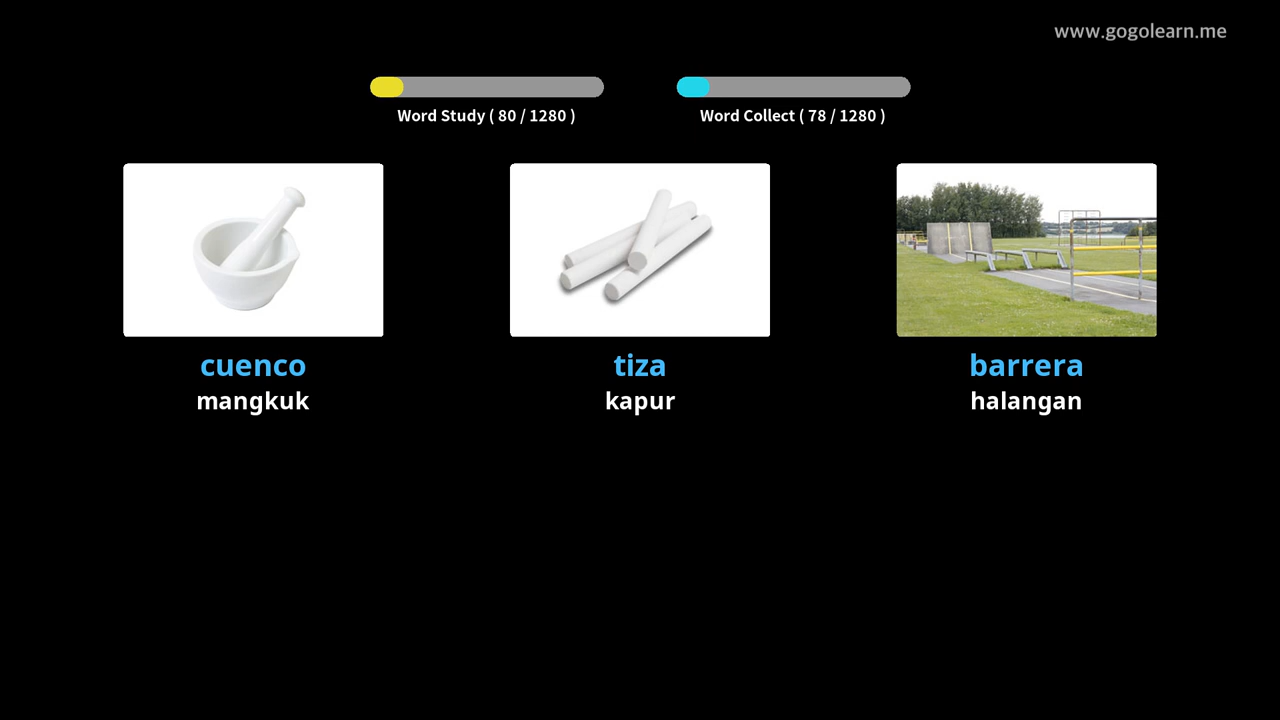 www.gogolearn.me
Word Study ( 80 / 1280 )
Word Collect ( 78 / 1280 )
cuenco
mangkuk
tiza
kapur
barrera
halangan